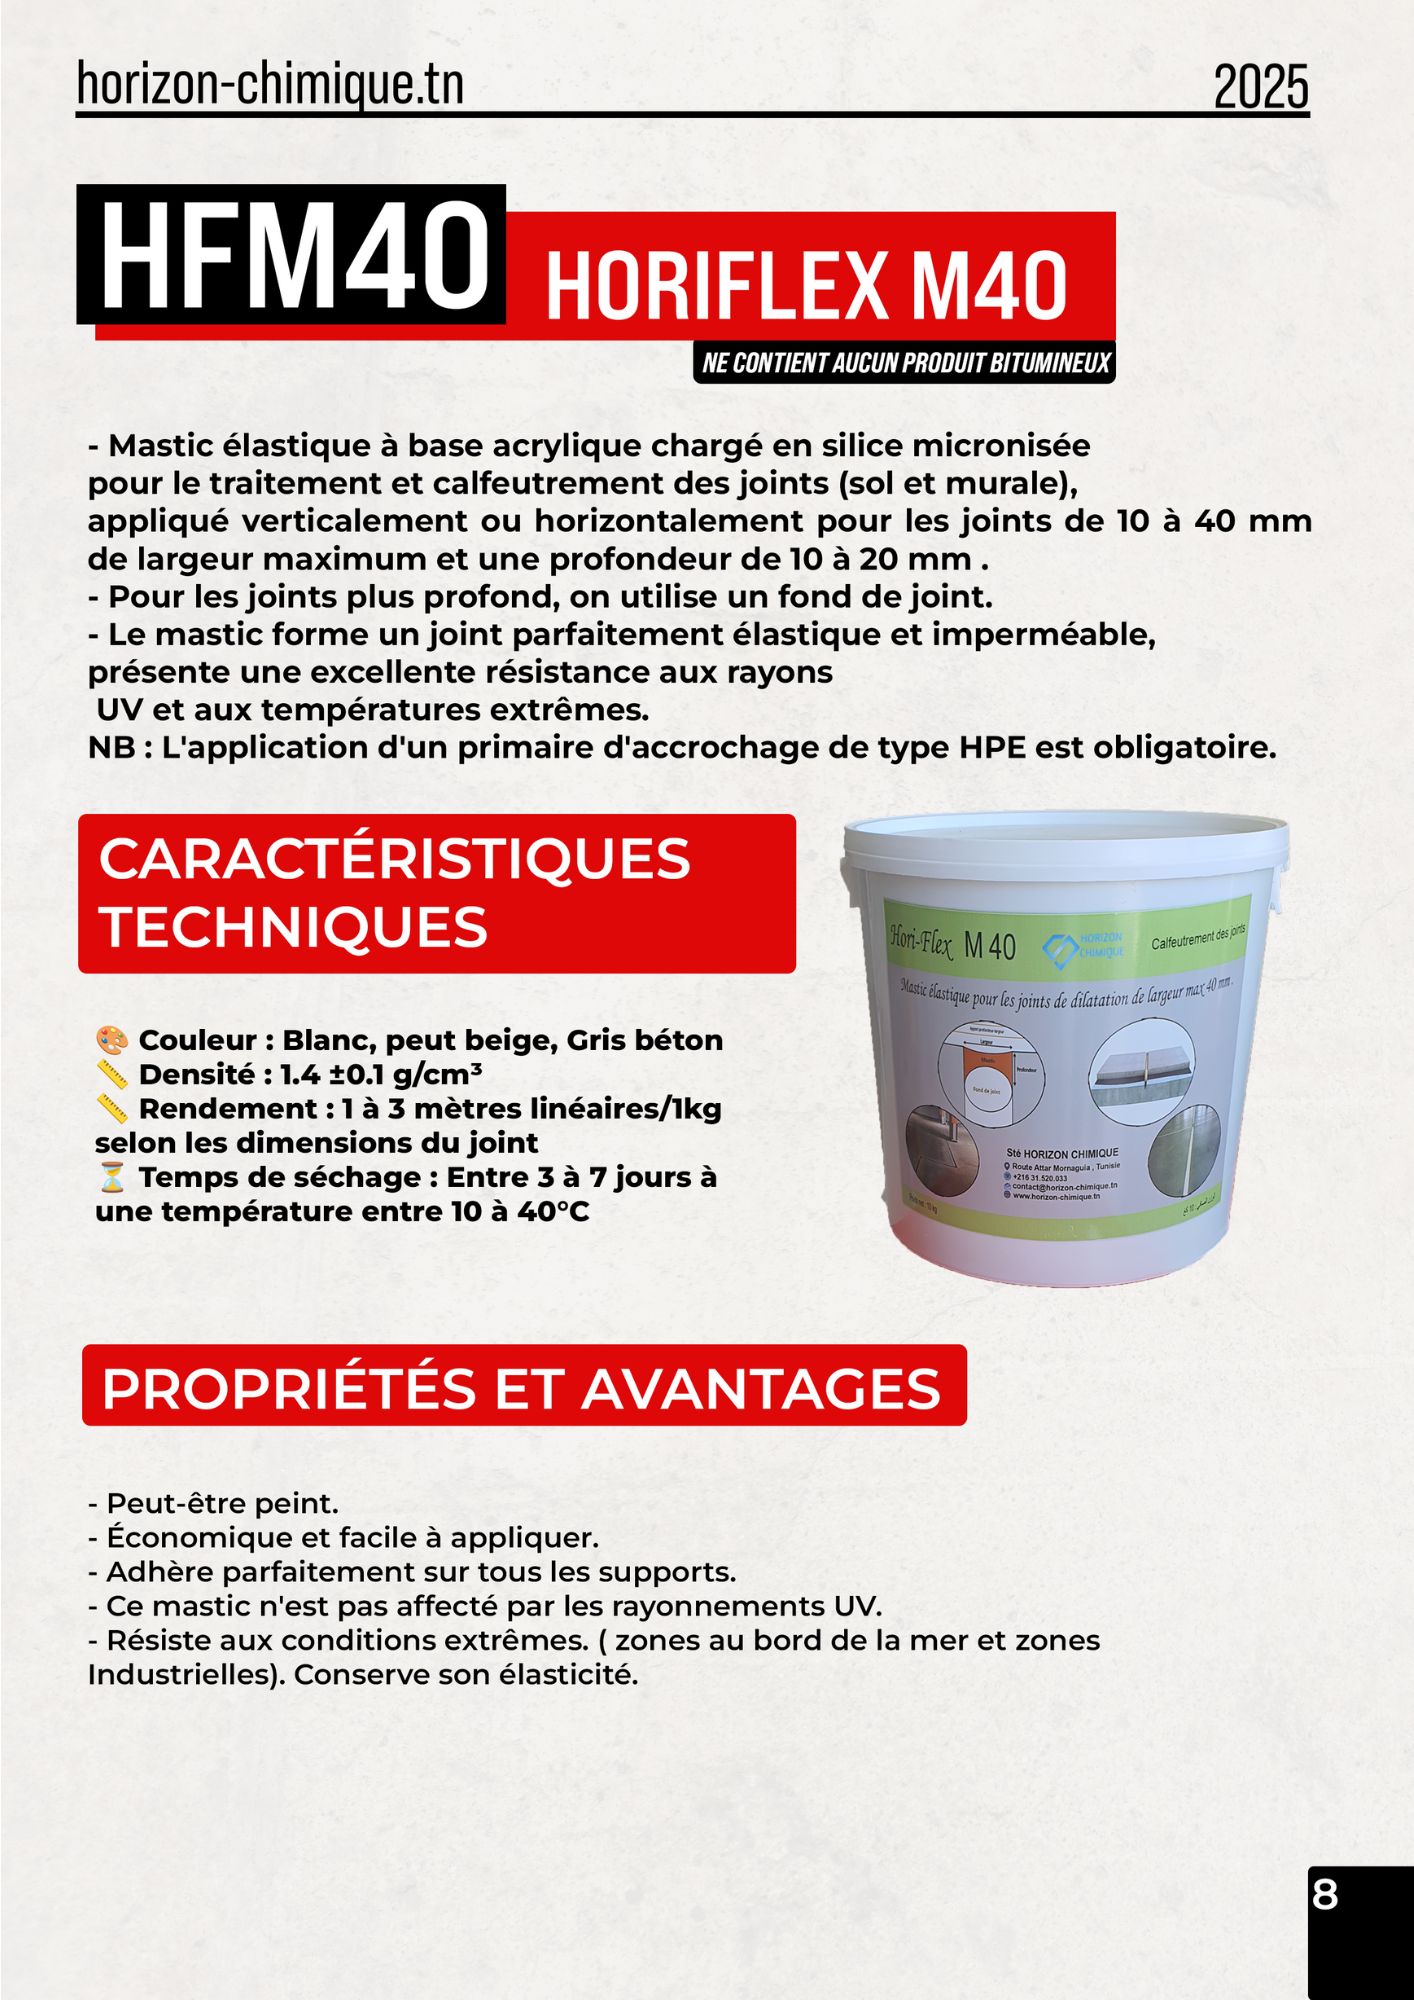 horizon-chimique.tn
2025
HFM40
HORIFLEX M40
NE CONTIENT AUCUN PRODUIT BITUMINEUX
- Mastic élastique à base acrylique chargé en silice micronisée
pour le traitement et calfeutrement des joints (sol et murale),
appliqué verticalement ou horizontalement pour les joints de 10 à 40 mm
de largeur maximum et une profondeur de 10 à 20 mm .
- Pour les joints plus profond, on utilise un fond de joint.
- Le mastic forme un joint parfaitement élastique et imperméable,
présente une excellente résistance aux rayons
UV et aux températures extrêmes.
NB : L'application d'un primaire d'accrochage de type HPE est obligatoire.
CARACTÉRISTIQUES
TECHNIQUES
🎨 Couleur : Blanc, peut beige, Gris béton
📏 Densité : 1.4 ±0.1 g/cm³
📏 Rendement : 1 à 3 mètres linéaires/1kg
selon les dimensions du joint
⏳ Temps de séchage : Entre 3 à 7 jours à
une température entre 10 à 40°C
Hori-Flex M 40
HORIZON
CHIMIQUE
Calfeutrement des joints
Mastic élastique pour les joints de dilatation de largeur max 40 mm .
Largeur
Mastic
Profondeur
Fond de joint
Sté HORIZON CHIMIQUE
Route Attar Mornaguia , Tunisie
+216 31.520.033
contact@horizon-chimique.tn
www.horizon-chimique.tn
PROPRIÉTÉS ET AVANTAGES
- Peut-être peint.
- Économique et facile à appliquer.
- Adhère parfaitement sur tous les supports.
- Ce mastic n'est pas affecté par les rayonnements UV.
- Résiste aux conditions extrêmes. ( zones au bord de la mer et zones
Industrielles). Conserve son élasticité.
8